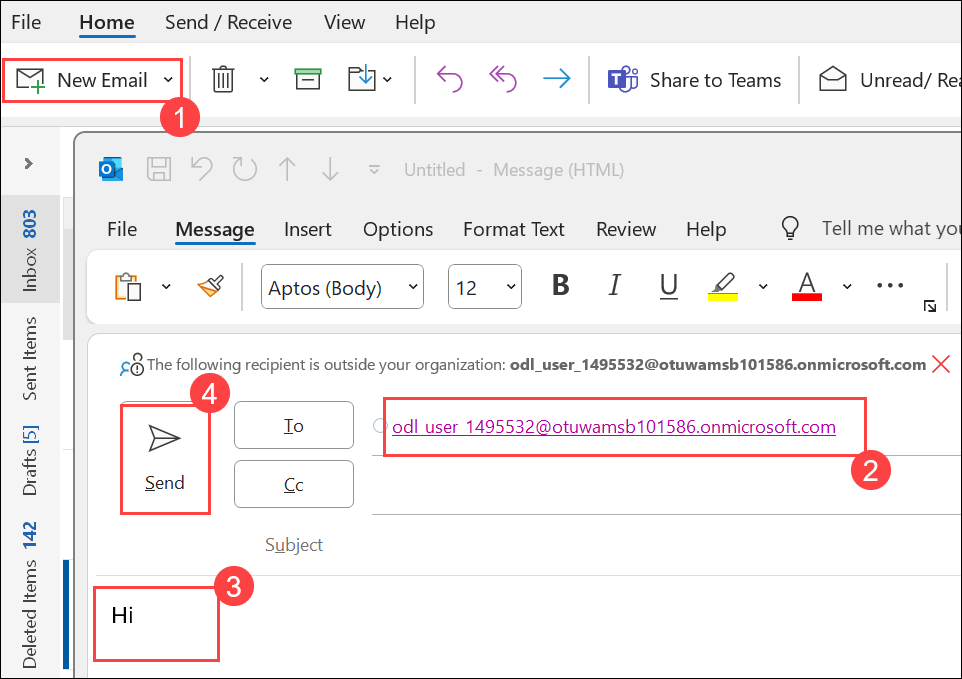 File Home Send / Receive View Help
New Email Share to Teams Unread/ Rea
1
Untitled - Message (HTML)
File Message Insert Options Format Text Review Help Tell me what you
Aptos (Body) 12 B I U A
The following recipient is outside your organization: odl_user_1495532@otuwamsb101586.onmicrosoft.com
4
To odl_user_1495532@otuwamsb101586.onmicrosoft.com
2
Send
Cc
Subject
3
Hi
Inbox 803
Sent Items
Drafts [5]
Deleted Items 142